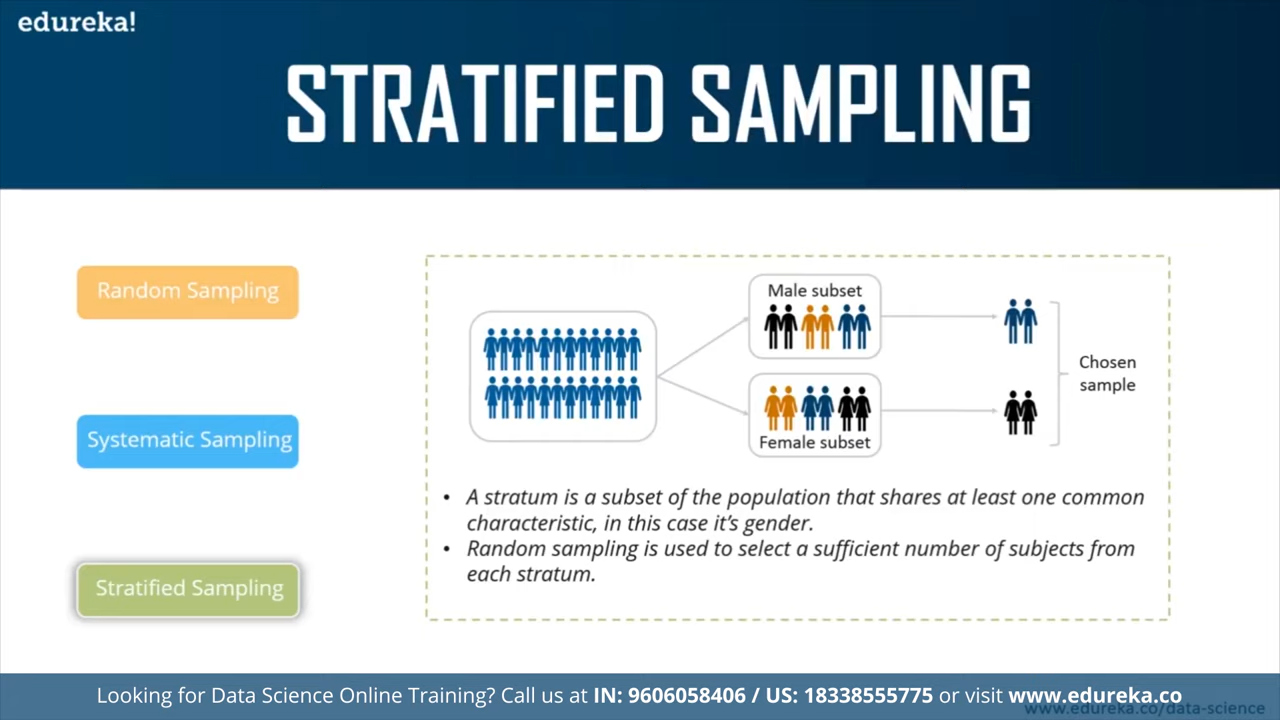 edureka!
STRATIFIED SAMPLING
Random Sampling
Systematic Sampling
Stratified Sampling
Male subset
Female subset
Chosen
sample
• A stratum is a subset of the population that shares at least one common
characteristic, in this case it's gender.
• Random sampling is used to select a sufficient number of subjects from
each stratum.
Looking for Data Science Online Training? Call us at IN: 9606058406 / US: 18338555775 or visit www.edureka.co
www.edureka.co/data-science